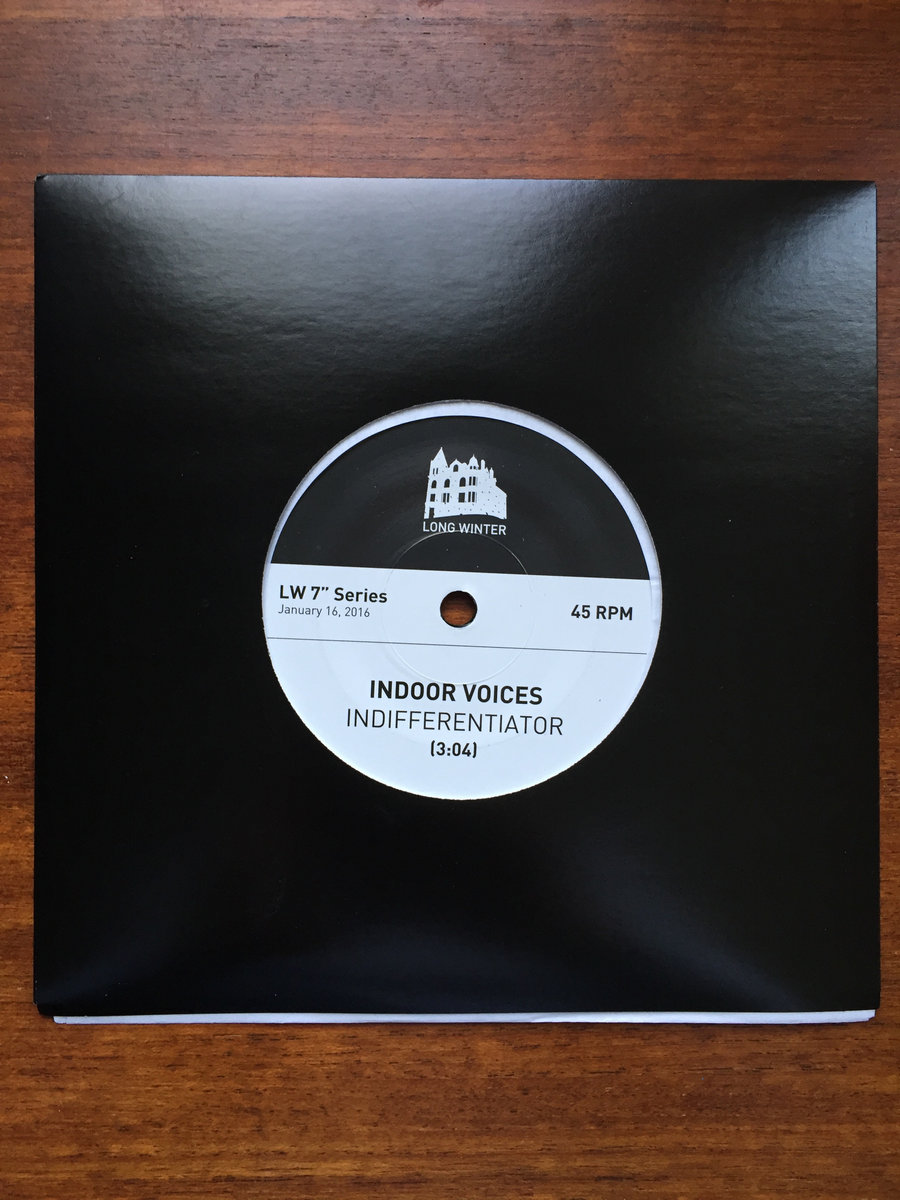 LONG WINTER
LW 7” Series
January 16, 2016
45 RPM
INDOOR VOICES
INDIFFERENTIATOR
(3:04)